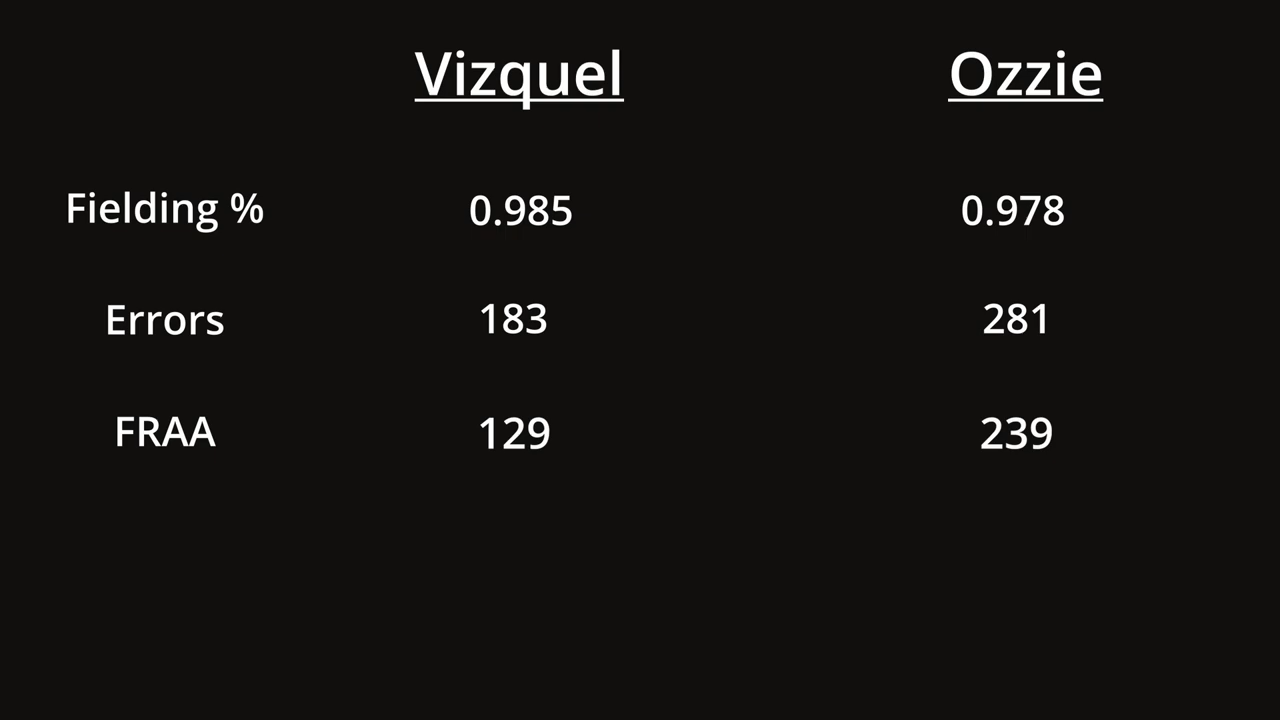 Vizquel Ozzie
Fielding % 0.985 0.978
Errors 183 281
FRAA 129 239